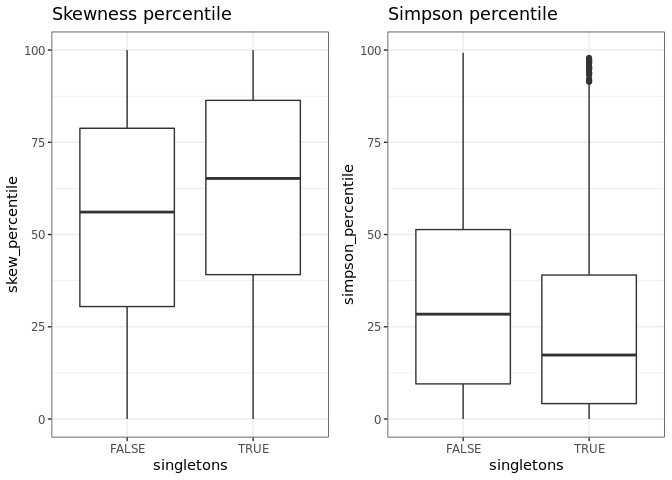 Skewness percentile
skew_percentile
100
75
50
25
0
FALSE
TRUE
singletons
Simpson percentile
simpson_percentile
100
75
50
25
0
FALSE
TRUE
singletons